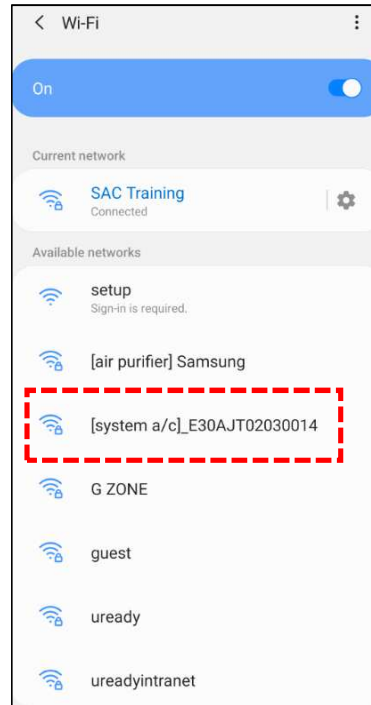 Wi-Fi
On
Current network
SAC Training
Connected
Available networks
setup
Sign-in is required.
[air purifier] Samsung
[system a/c]_E30AJT02030014
G ZONE
guest
uready
ureadyintranet